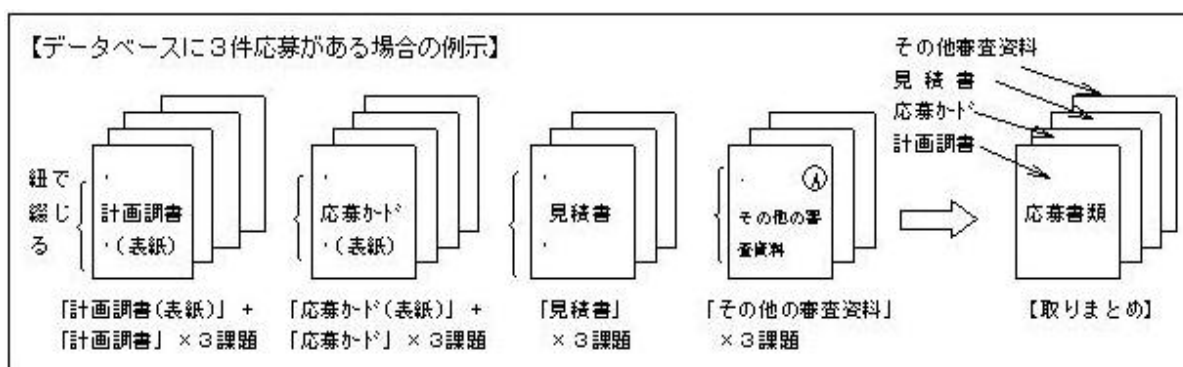 【データベースに３件応募がある場合の例示】
その他審査資料
見 積 書
応募ｶｰﾄﾞ
計画調書
紐で
綴じ
る
・
計画調書
・(表紙)
・
応募ｶｰﾄﾞ
・(表紙)
・
見積書
・
・
その他の審
査資料
応募書類
「計画調書(表紙)」＋
「計画調書」×３課題
「応募ｶｰﾄﾞ(表紙)」＋
「応募ｶｰﾄﾞ」×３課題
「見積書」
×３課題
「その他の審査資料」
×３課題
【取りまとめ】